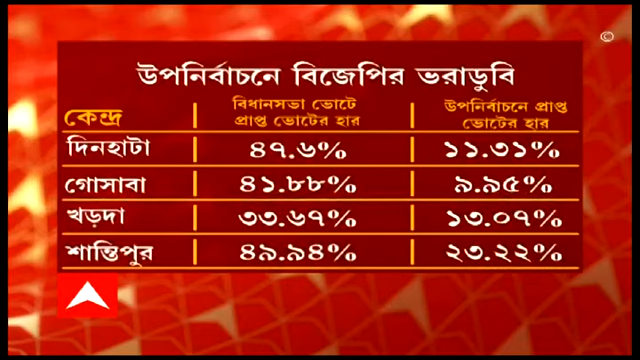 ©
উপনির্বাচনে বিজেপির ভরাডুবি
কেন্দ্র বিধানসভা ভোটে প্রাপ্ত ভোটের হার উপনির্বাচনে প্রাপ্ত ভোটের হার
দিনহাটা ৪৭.৬% ১১.৩১%
গোসাবা ৪১.৮৮% ৯.৯৫%
খড়দা ৩৩.৬৭% ১৩.০৭%
শান্তিপুর ৪৯.৯৪% ২৩.২২%